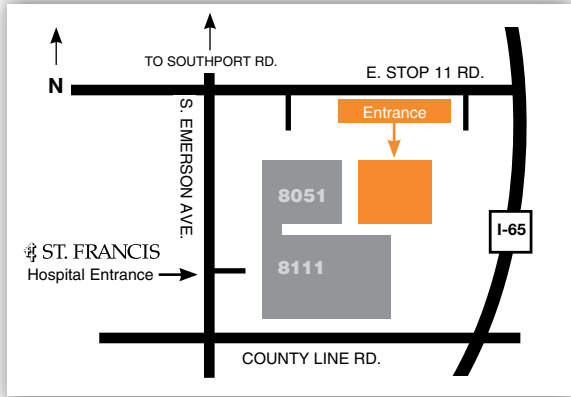 TO SOUTHPORT RD.
N
E. STOP 11 RD.
S. EMERSON AVE.
Entrance
8051
I-65
ST. FRANCIS
Hospital Entrance
8111
COUNTY LINE RD.